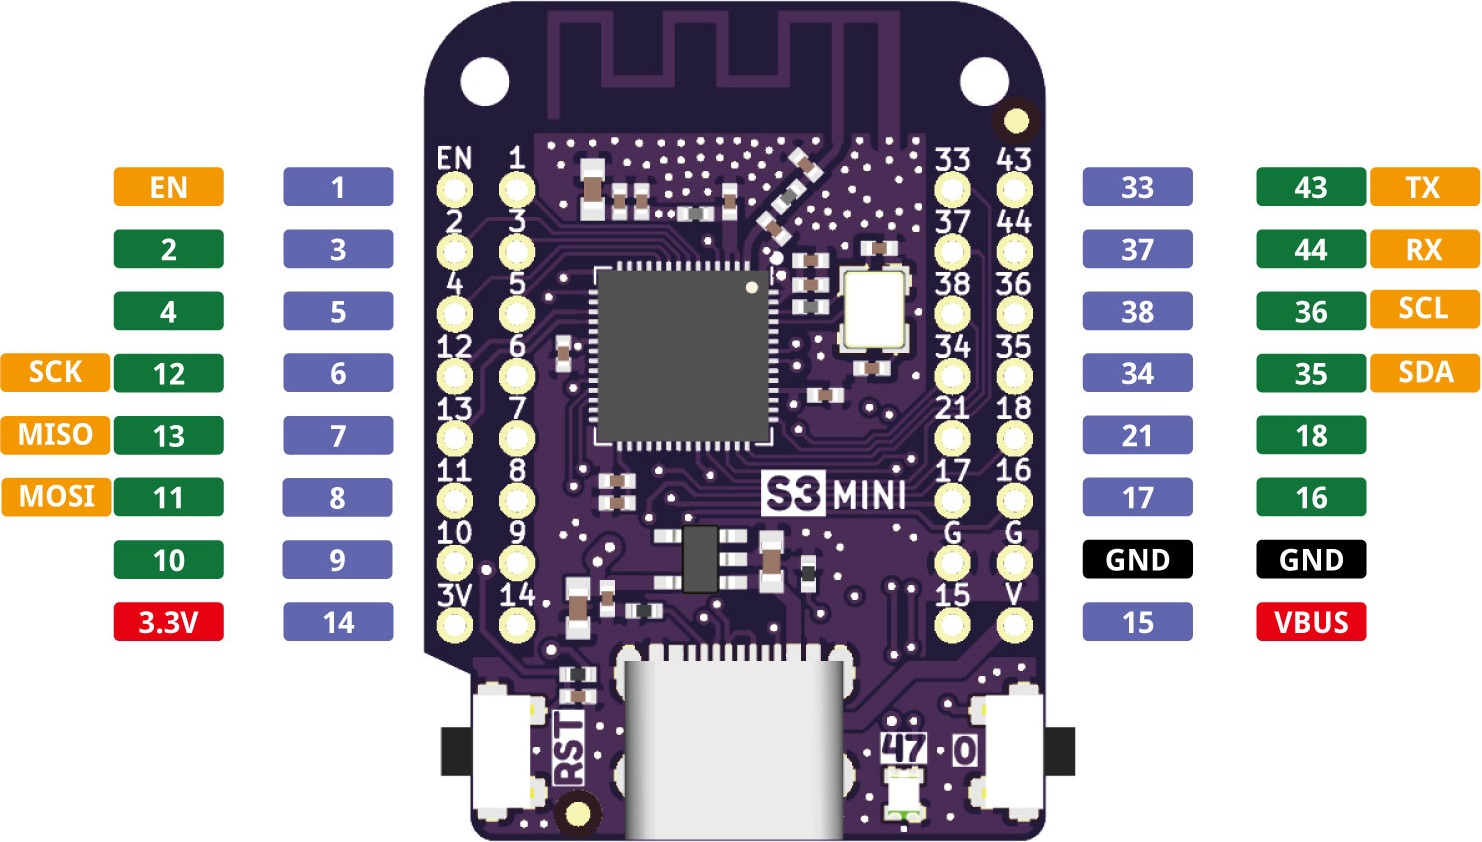 EN 1 33 43
EN 1 33 43 TX
2 3 37 44
2 3 37 44 RX
4 5 38 36
4 5 38 36 SCL
12 6 34 35
SCK 12 6 34 35 SDA
13 7 21 18
MISO 13 7 21 18
11 8 17 16
MOSI 11 8 17 16
S3 MINI
10 9 G G
10 9 GND GND
3V 14 15 V
3.3V 14 15 VBUS
RST 47 0